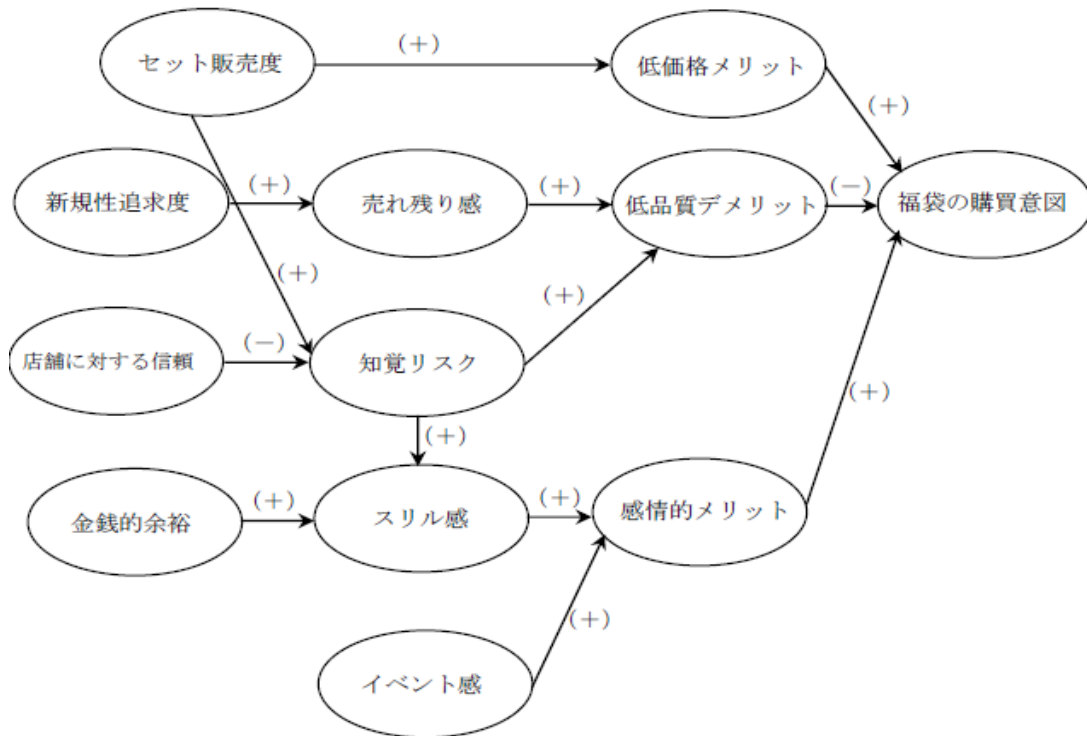 セット販売度
(+)
低価格メリット
(+)
新規性追求度
(+)
売れ残り感
(+)
低品質デメリット
(-)
福袋の購買意図
(+)
(+)
店舗に対する信頼
(-)
知覚リスク
(+)
(+)
金銭的余裕
(+)
スリル感
(+)
感情的メリット
(+)
イベント感